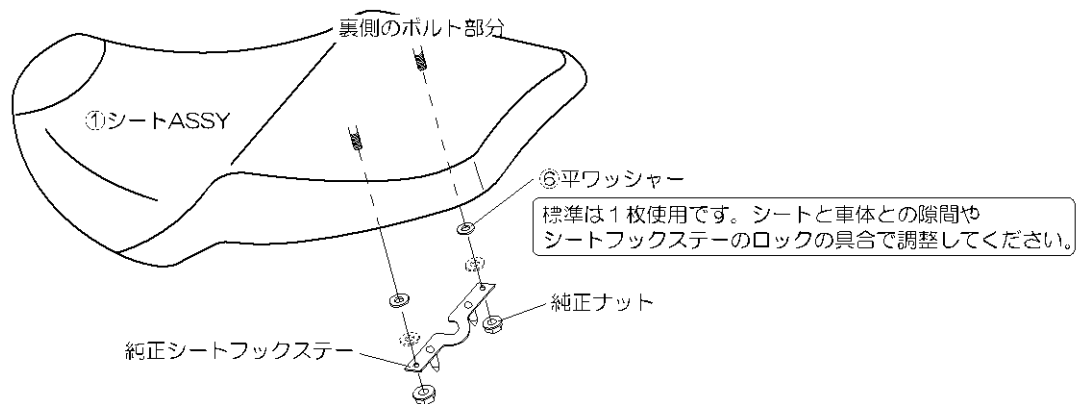 裏側のボルト部分
①シートASSY
⑥平ワッシャー
標準は1枚使用です。シートと車体との隙間や
シートフックステーのロックの具合で調整してください。
純正ナット
純正シートフックステー